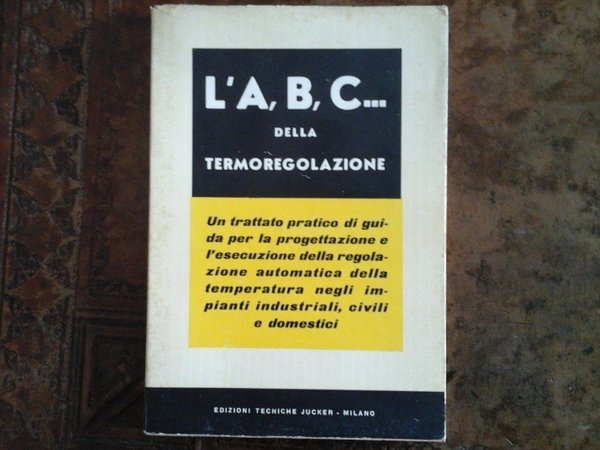 L'A, B, C...
DELLA
TERMOREGOLAZIONE
Un trattato pratico di gui-
da per la progettazione e
l'esecuzione della regola-
zione automatica della
temperatura negli im-
pianti industriali, civili
e domestici
EDIZIONI TECNICHE JUCKER - MILANO